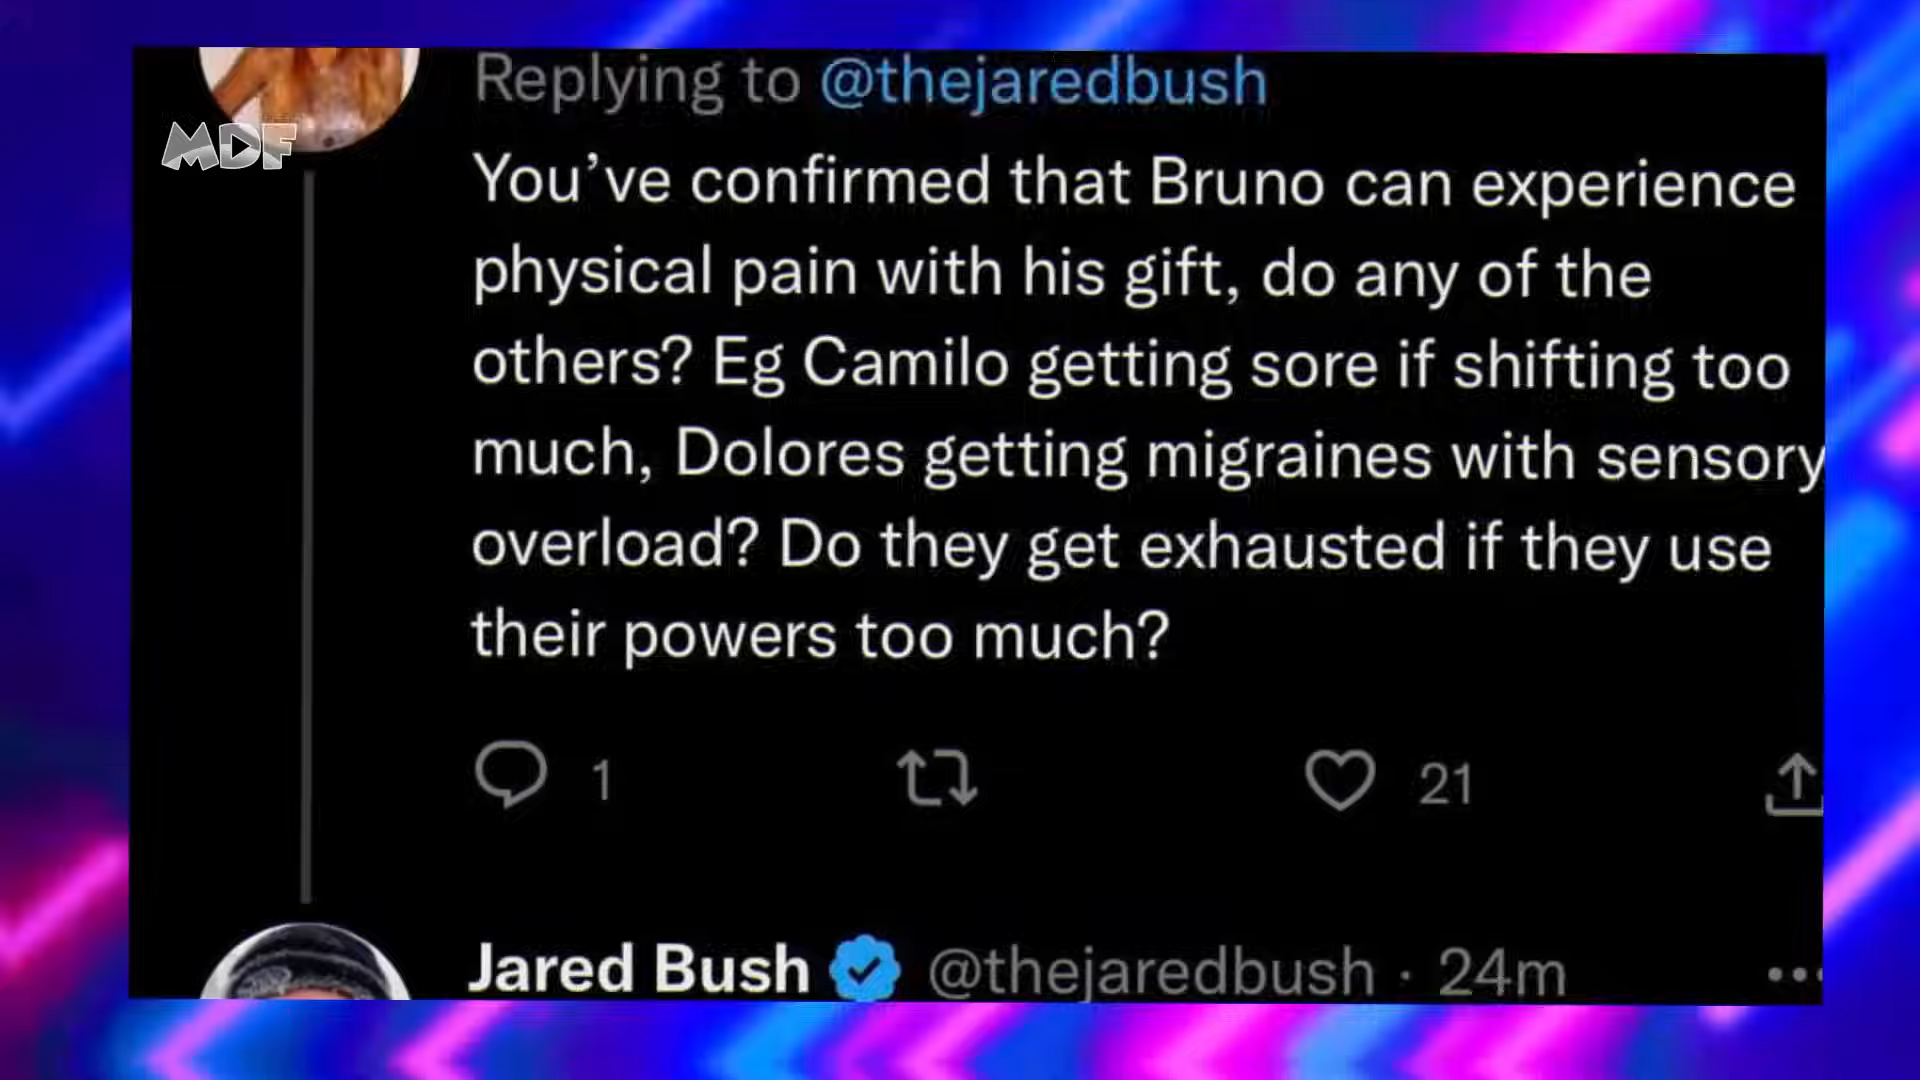 Replying to @thejaredbush
MDF
You’ve confirmed that Bruno can experience
physical pain with his gift, do any of the
others? Eg Camilo getting sore if shifting too
much, Dolores getting migraines with sensory
overload? Do they get exhausted if they use
their powers too much?
1
21
Jared Bush @thejaredbush · 24m